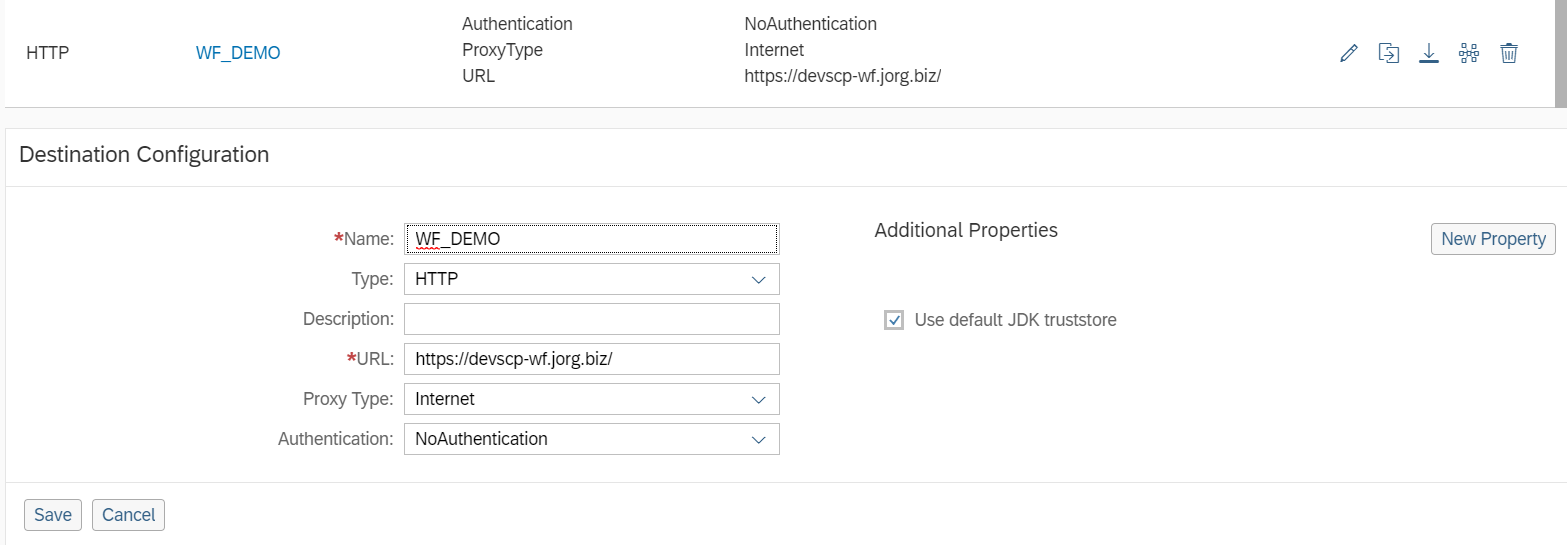 Authentication NoAuthentication
HTTP WF_DEMO ProxyType Internet
URL https://devscp-wf.jorg.biz/
Destination Configuration
*Name: WF_DEMO
Type: HTTP
Description:
*URL: https://devscp-wf.jorg.biz/
Proxy Type: Internet
Authentication: NoAuthentication
Additional Properties
New Property
Use default JDK truststore
Save Cancel